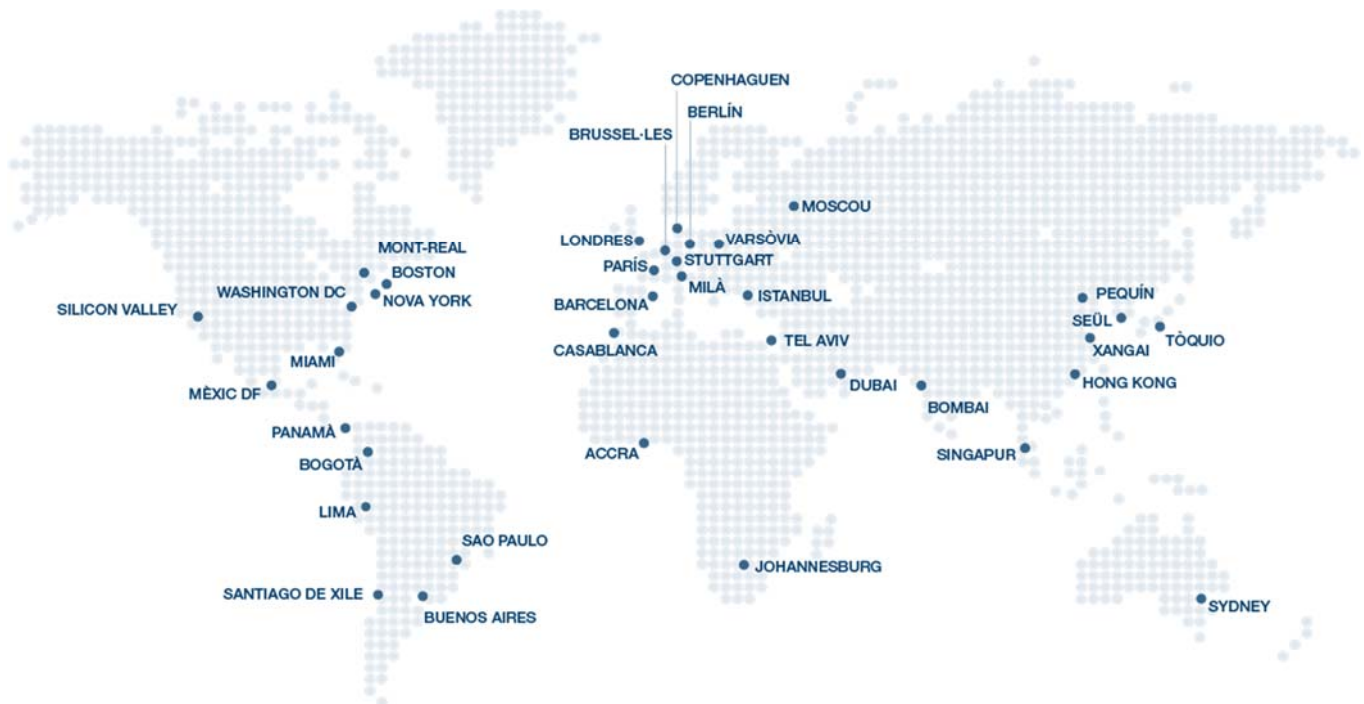 COPENHAGUEN
BERLÍN
BRUSSEL·LES
MOSCOU
LONDRES
VARSÒVIA
MONT-REAL
STUTTGART
PARÍS
BOSTON
MILÀ
WASHINGTON DC
NOVA YORK
ISTANBUL
PEQUÍN
BARCELONA
SILICON VALLEY
SEÜL
TÒQUIO
CASABLANCA
TEL AVIV
XANGAI
MIAMI
DUBAI
HONG KONG
MÈXIC DF
BOMBAI
PANAMÀ
ACCRA
SINGAPUR
BOGOTÀ
LIMA
SAO PAULO
JOHANNESBURG
SANTIAGO DE XILE
SYDNEY
BUENOS AIRES